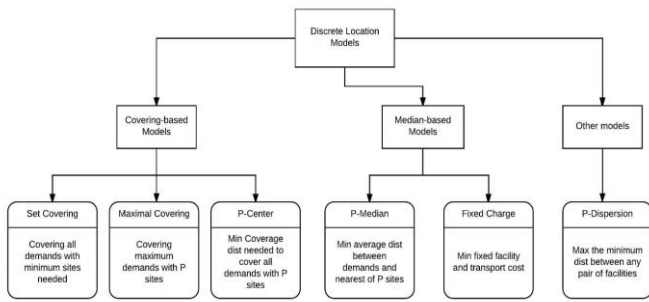 Discrete Location
Models
Covering-based
Models
Median-based
Models
Other models
Set Covering
Covering all
demands with
minimum sites
needed
Maximal Covering
Covering
maximum
demands with P
sites
P-Center
Min Coverage
dist needed to
cover all
demands with P
sites
P-Median
Min average dist
between
demands and
nearest of P sites
Fixed Charge
Min fixed facility
and transport cost
P-Dispersion
Max the minimum
dist between any
pair of facilities